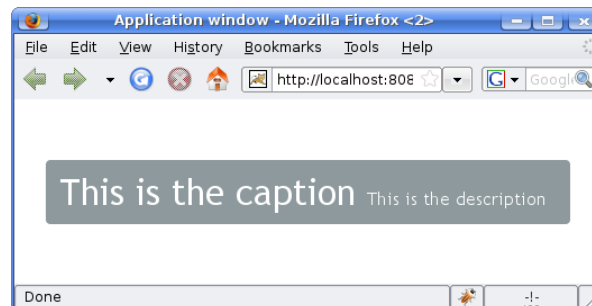 Application window - Mozilla Firefox <2>
File Edit View History Bookmarks Tools Help
http://localhost:808 G Google
This is the caption This is the description
Done